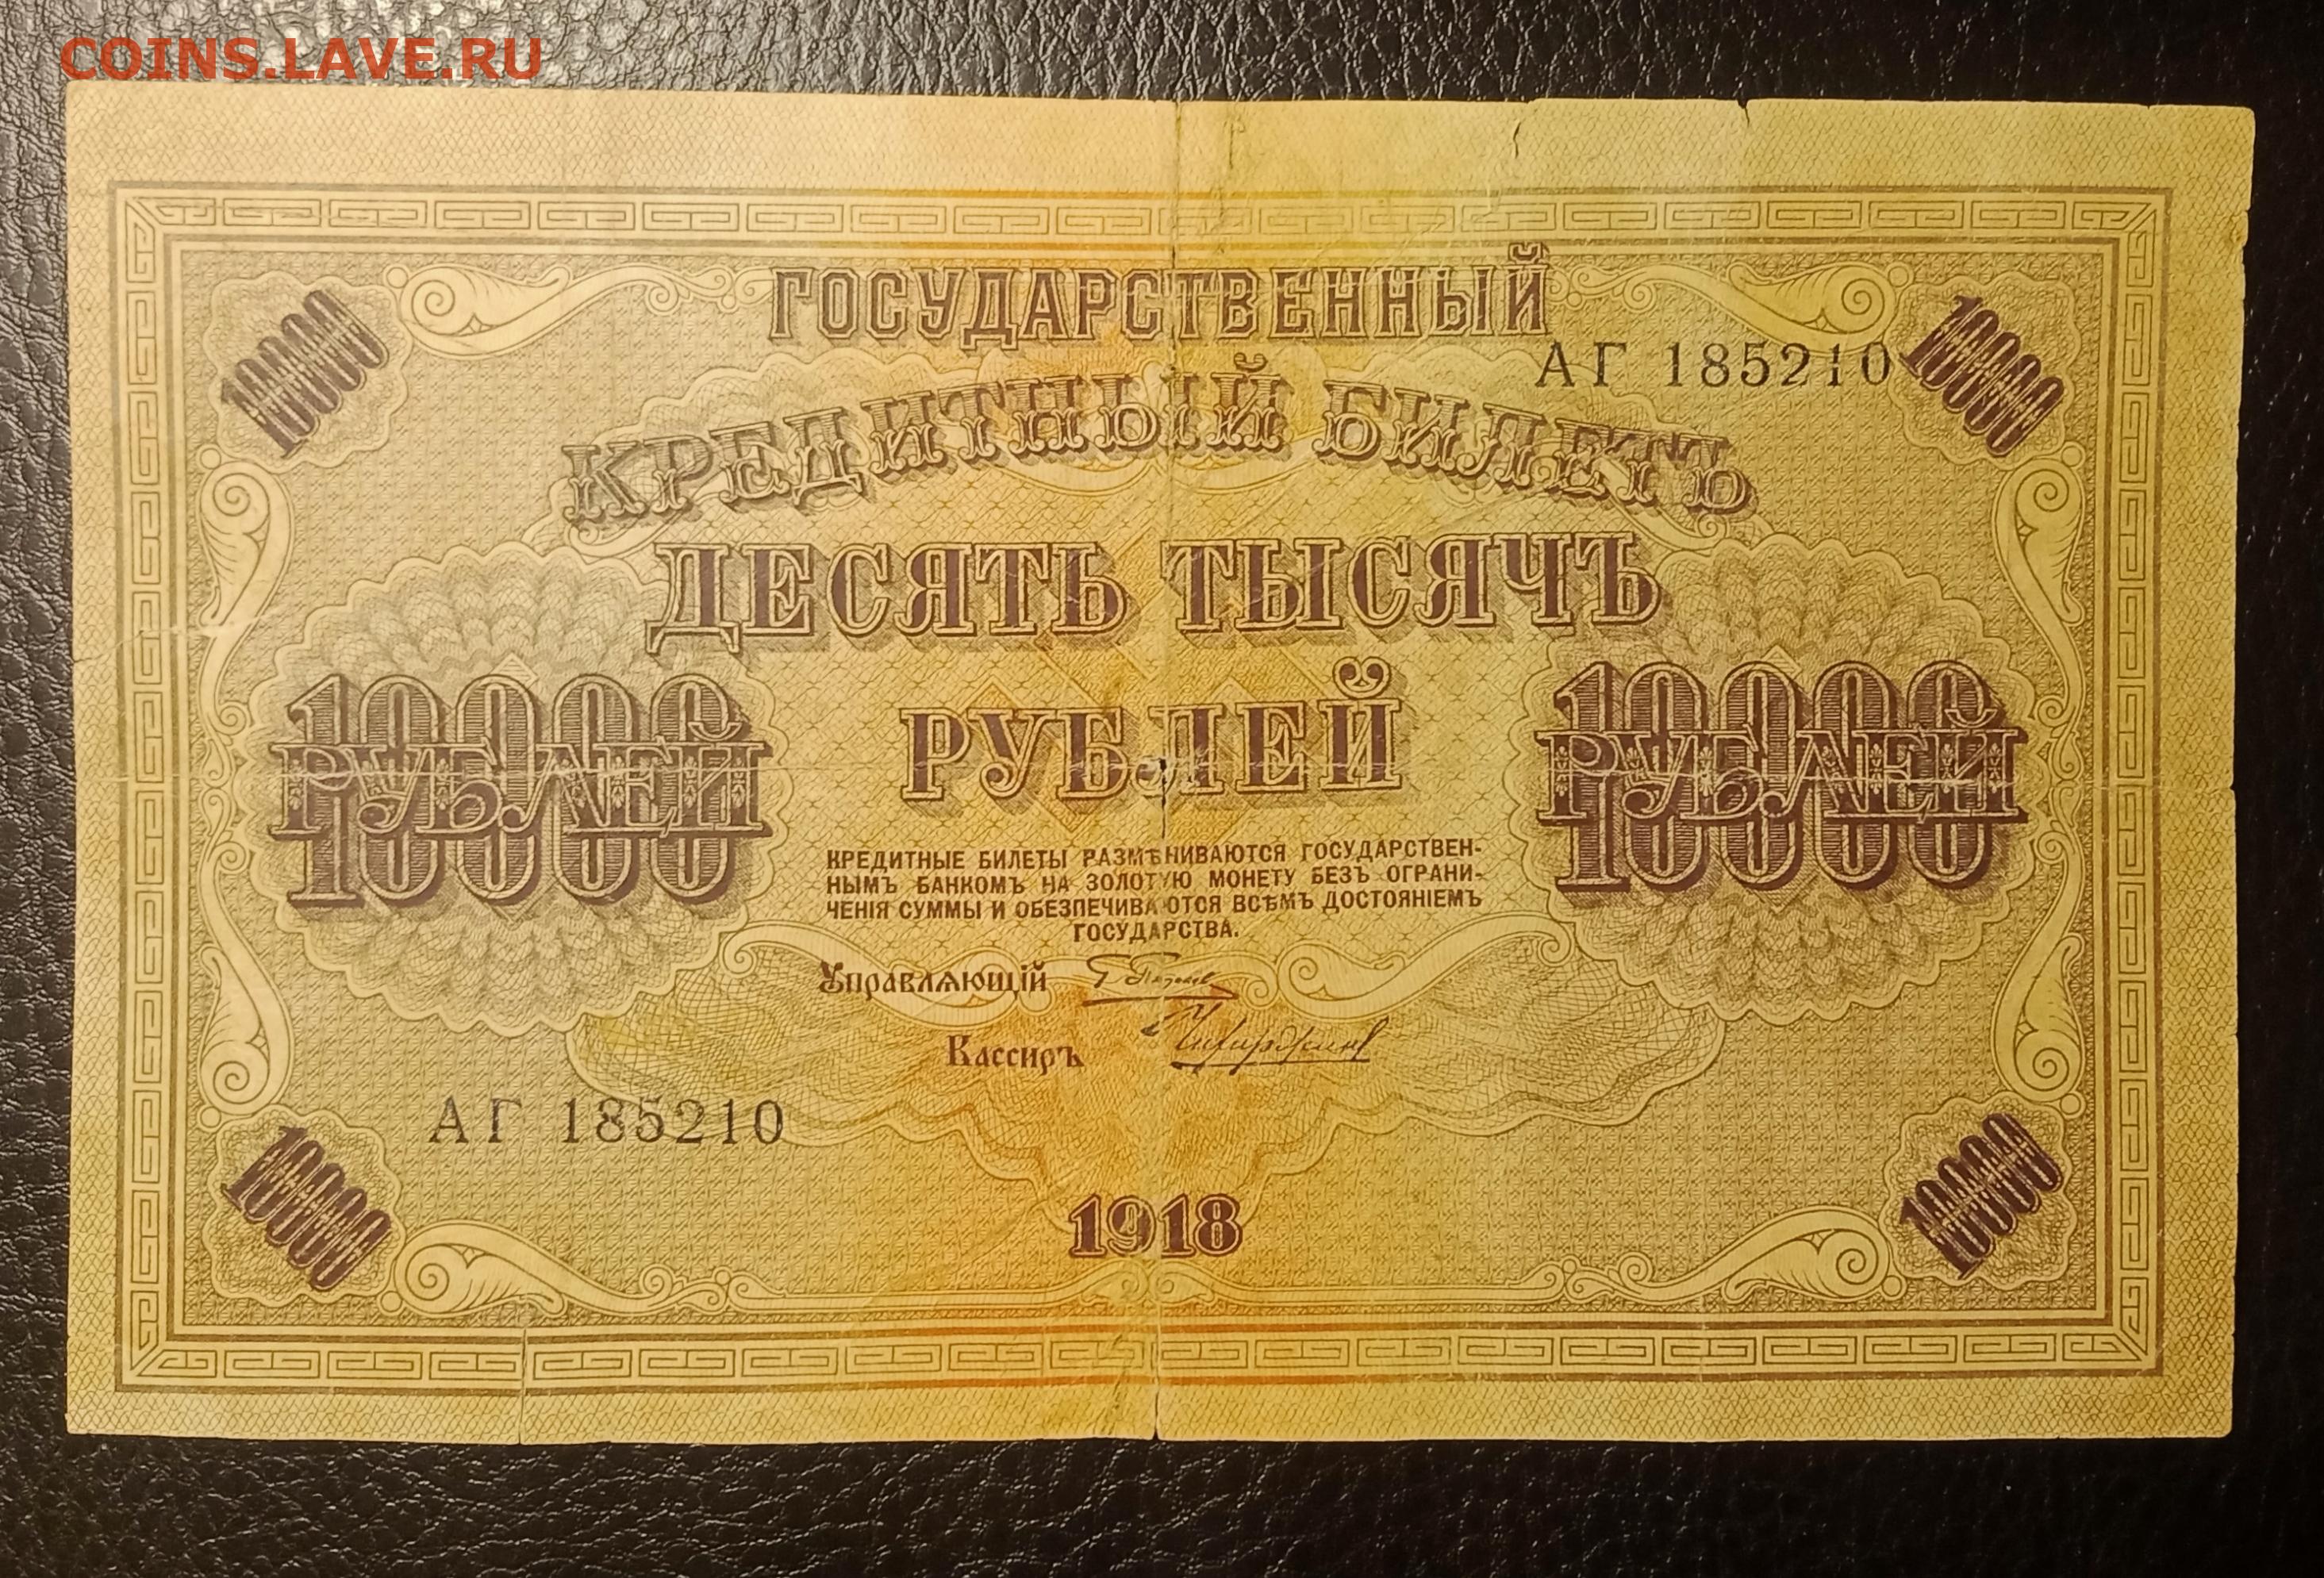 COINS.LAVE.RU
ГОСУДАРСТВЕННЫЙ
10000
10000
АГ 185210
КРЕДИТНЫЙ БИЛЕТЪ
ДЕСЯТЬ ТЫСЯЧЪ
РУБЛЕЙ
10000
РУБЛЕЙ
10000
РУБЛЕЙ
КРЕДИТНЫЕ БИЛЕТЫ РАЗМѢНИВАЮТСЯ ГОСУДАРСТВЕН-
НЫМЪ БАНКОМЪ НА ЗОЛОТУЮ МОНЕТУ БЕЗЪ ОГРАНИ-
ЧЕНІЯ СУММЫ И ОБЕЗПЕЧИВАЮТСЯ ВСѢМЪ ДОСТОЯНІЕМЪ
ГОСУДАРСТВА.
Управляющій
Кассиръ
АГ 185210
10000
1918
10000